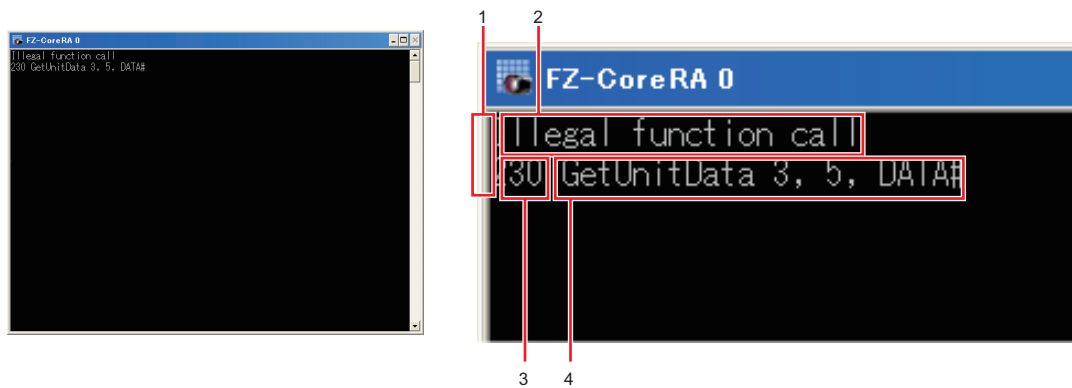 FZ-CoreRA 0
Illegal function call
230 GetUnitData 3, 5, DATA#
1
2
FZ-CoreRA 0
Illegal function call
230 GetUnitData 3, 5, DATA#
3
4